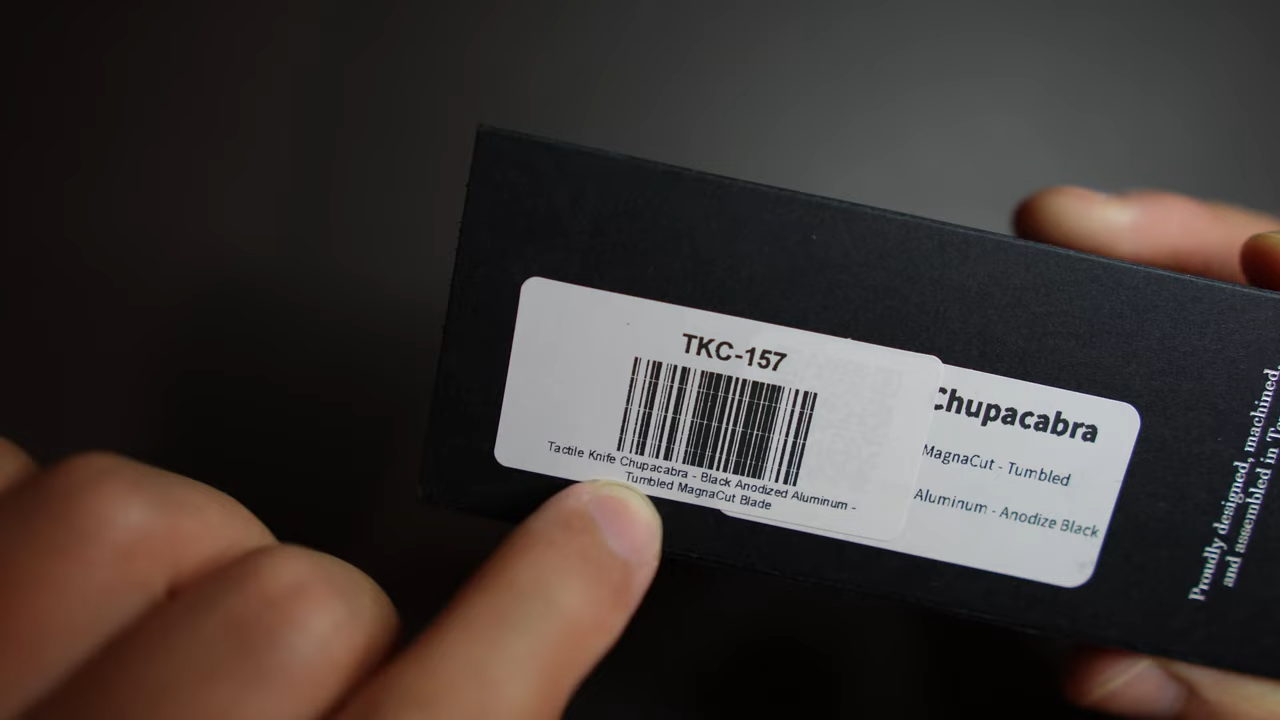 TKC-157
Tactile Knife Chupacabra - Black Anodized Aluminum -
Tumbled MagnaCut Blade
Chupacabra
MagnaCut - Tumbled
Aluminum - Anodize Black
Proudly designed, machined,
and assembled in